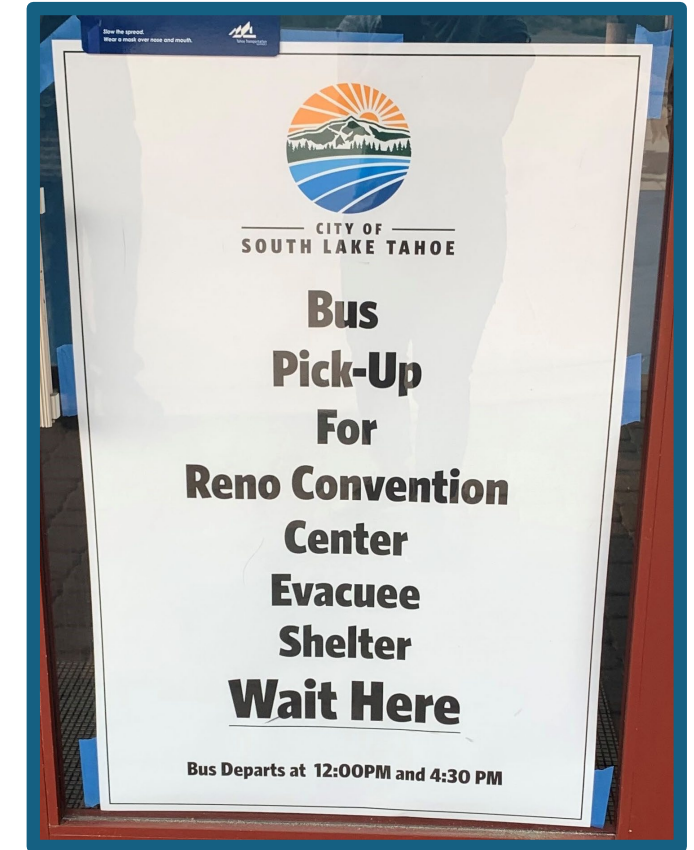 Slow the spread.
Wear a mask over nose and mouth.
CITY OF
SOUTH LAKE TAHOE
Bus
Pick-Up
For
Reno Convention
Center
Evacuee
Shelter
Wait Here
Bus Departs at 12:00PM and 4:30 PM